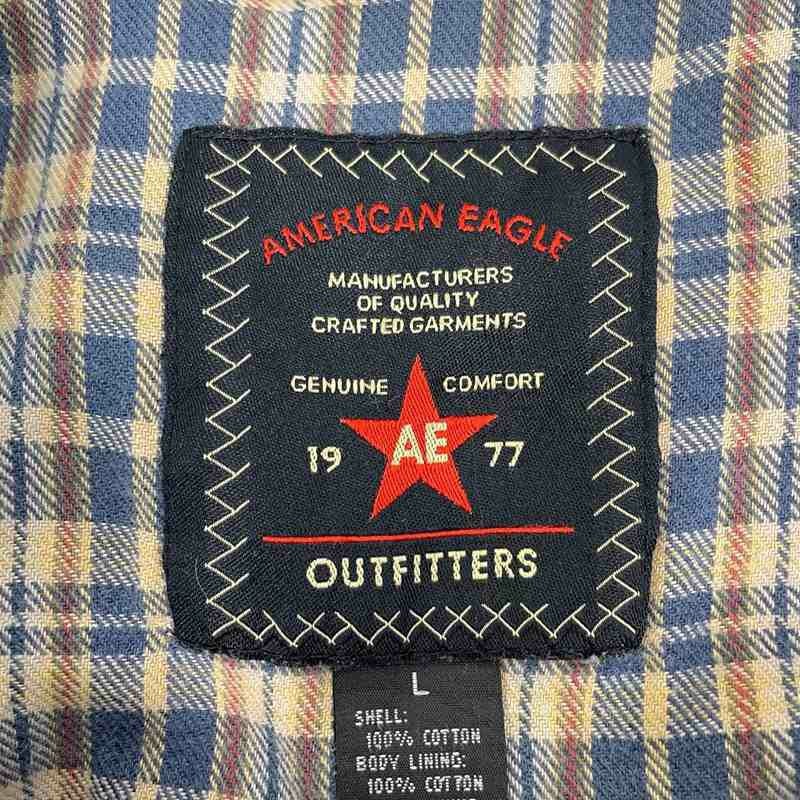 AMERICAN EAGLE
MANUFACTURERS
OF QUALITY
CRAFTED GARMENTS
GENUINE COMFORT
19 AE 77
OUTFITTERS
L
SHELL:
100% COTTON
BODY LINING:
100% COTTON